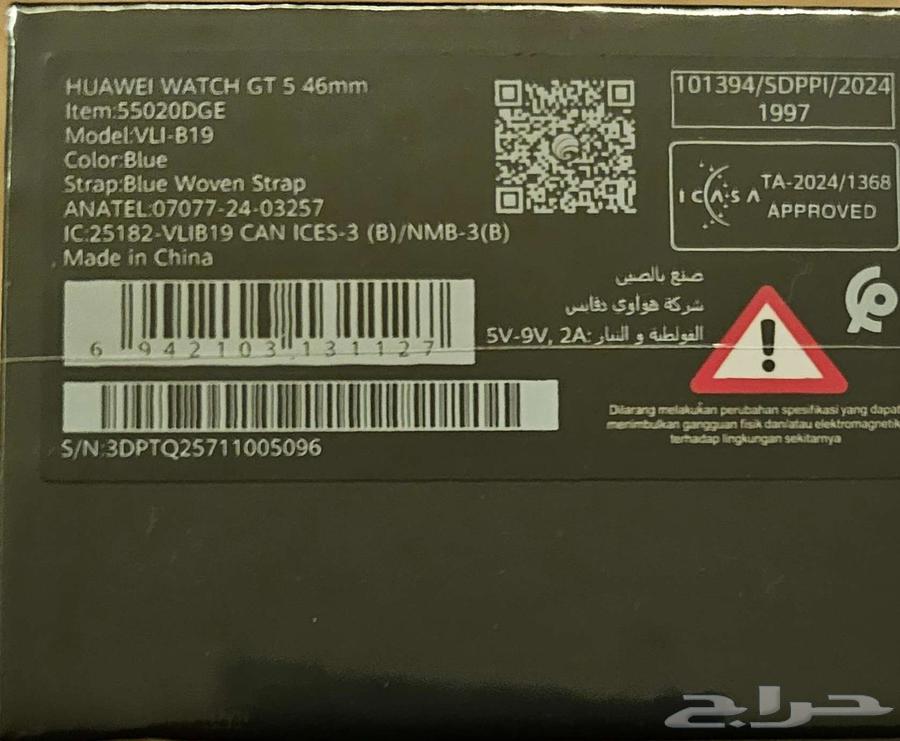 HUAWEI WATCH GT 5 46mm
Item:55020DGE
Model:VLI-B19
Color:Blue
Strap:Blue Woven Strap
ANATEL:07077-24-03257
IC:25182-VLIB19 CAN ICES-3 (B)/NMB-3(B)
Made in China
101394/SDPPI/2024
1997
ICASA TA-2024/1368
APPROVED
صنع بالصين
شركة هواوي دفايس
الفولطية و التيار: 5V-9V, 2A
6 942103 131127
S/N:3DPTQ25711005096
Dilarang melakukan perubahan spesifikasi yang dapat
menimbulkan gangguan fisik dan/atau elektromagnetik
terhadap lingkungan sekitarnya
حراج